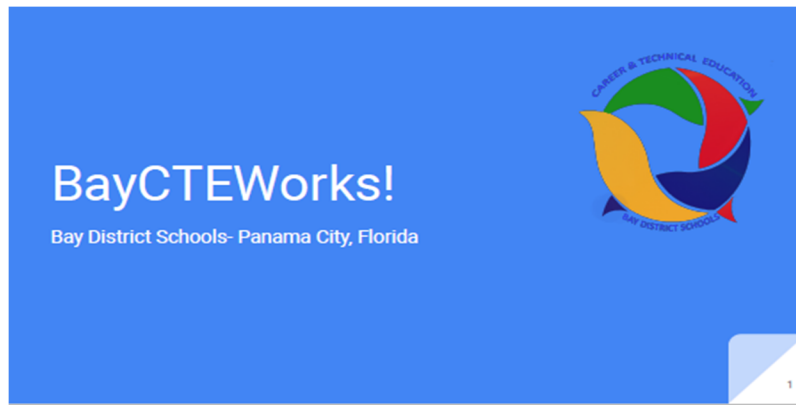 CAREER & TECHNICAL EDUCATION
BayCTEWorks!
Bay District Schools- Panama City, Florida
BAY DISTRICT SCHOOLS
1